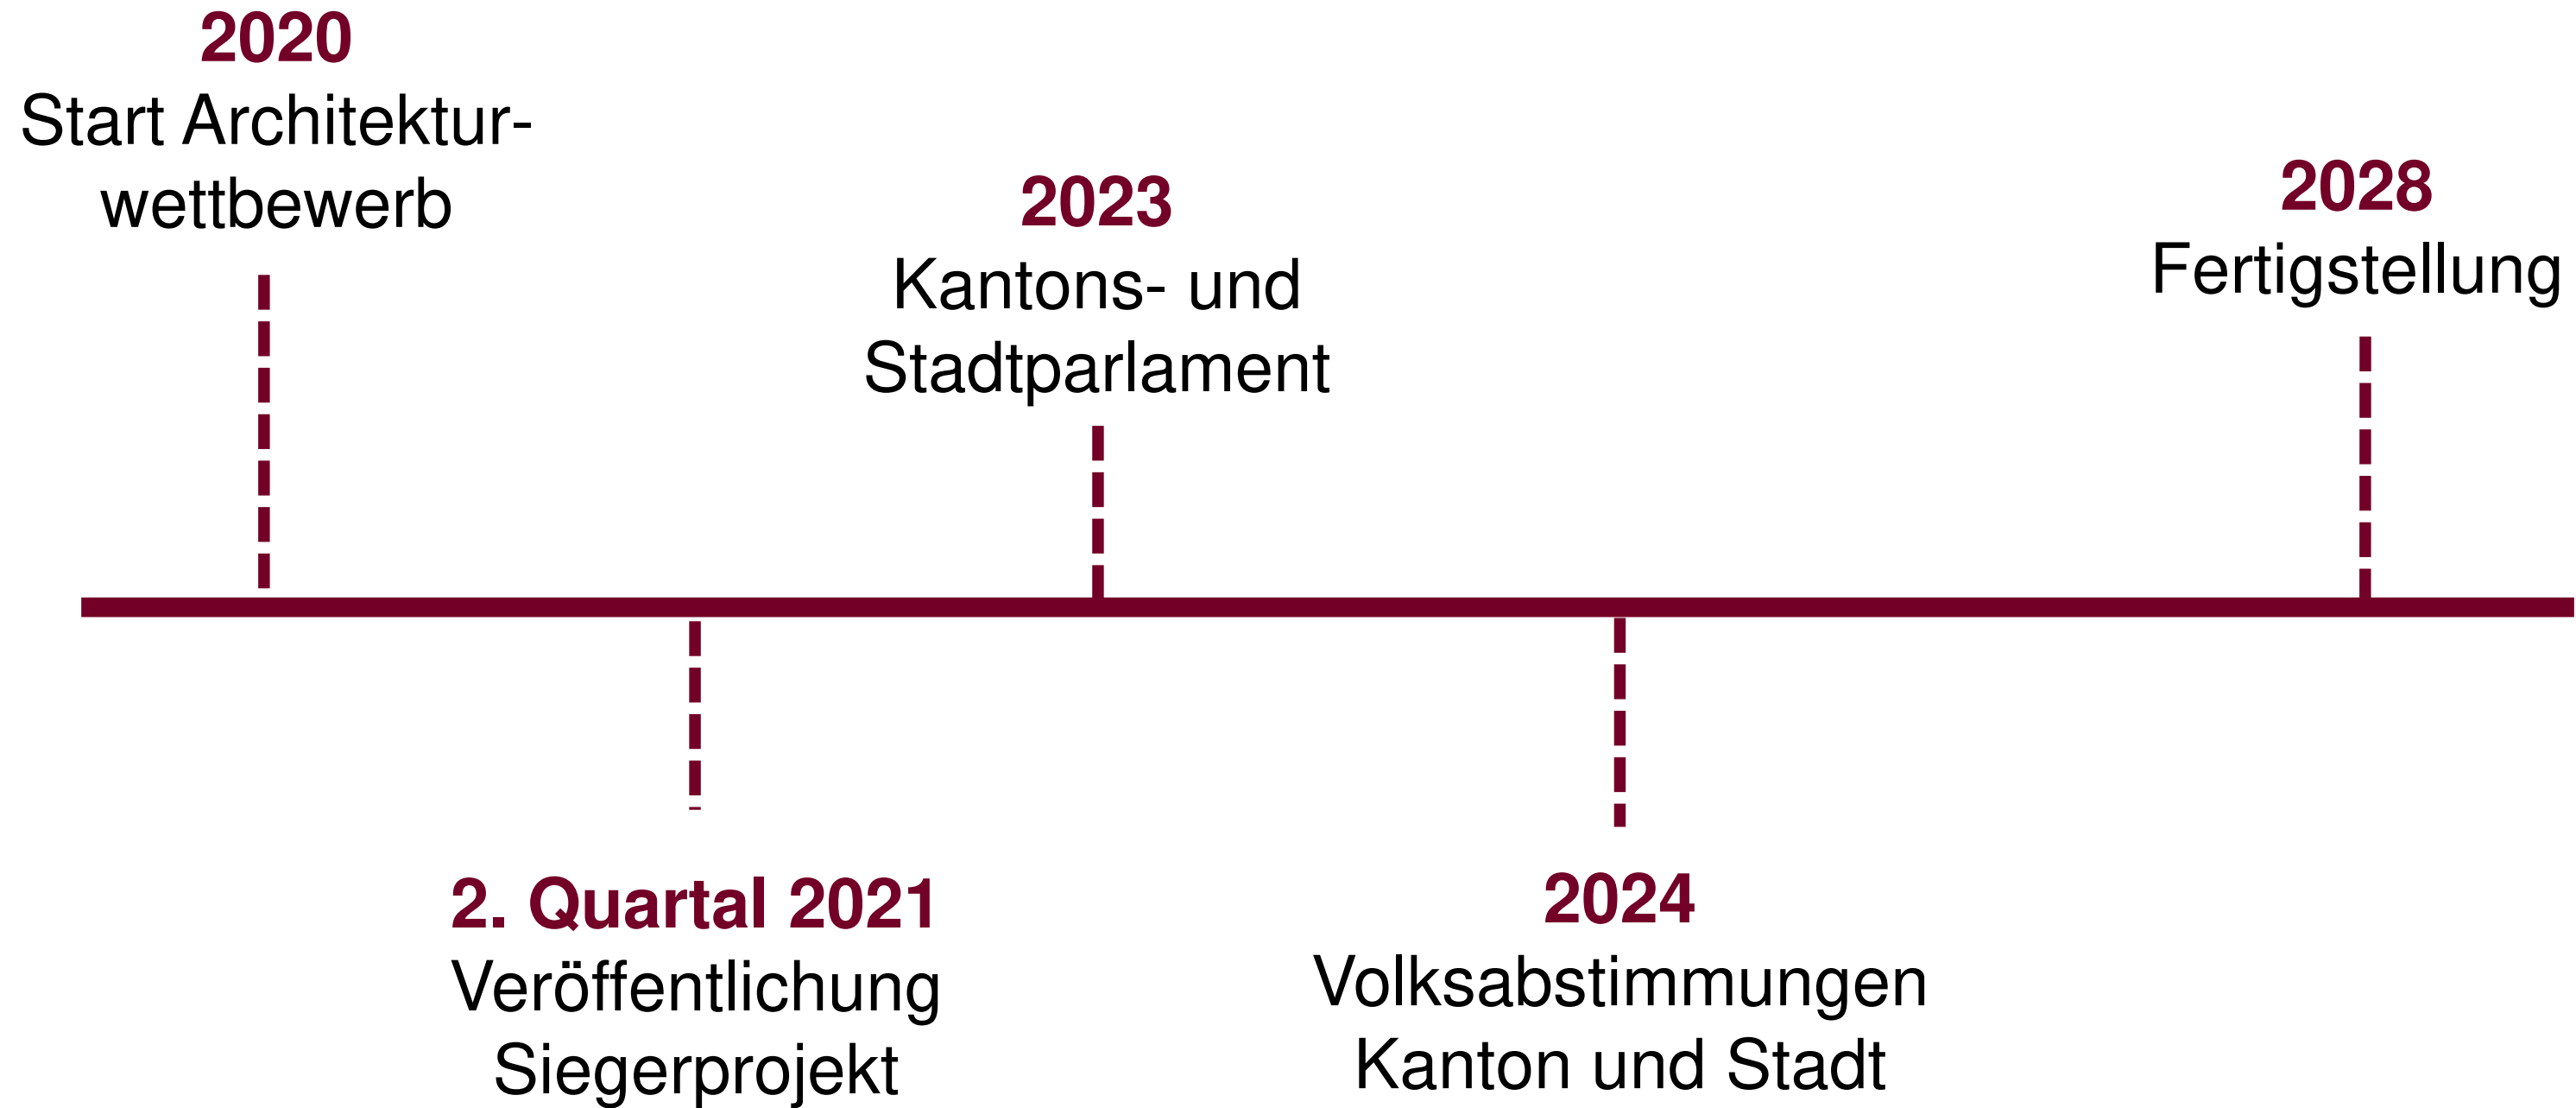 2020
Start Architektur-
wettbewerb
2. Quartal 2021
Veröffentlichung
Siegerprojekt
2023
Kantons- und
Stadtparlament
2024
Volksabstimmungen
Kanton und Stadt
2028
Fertigstellung